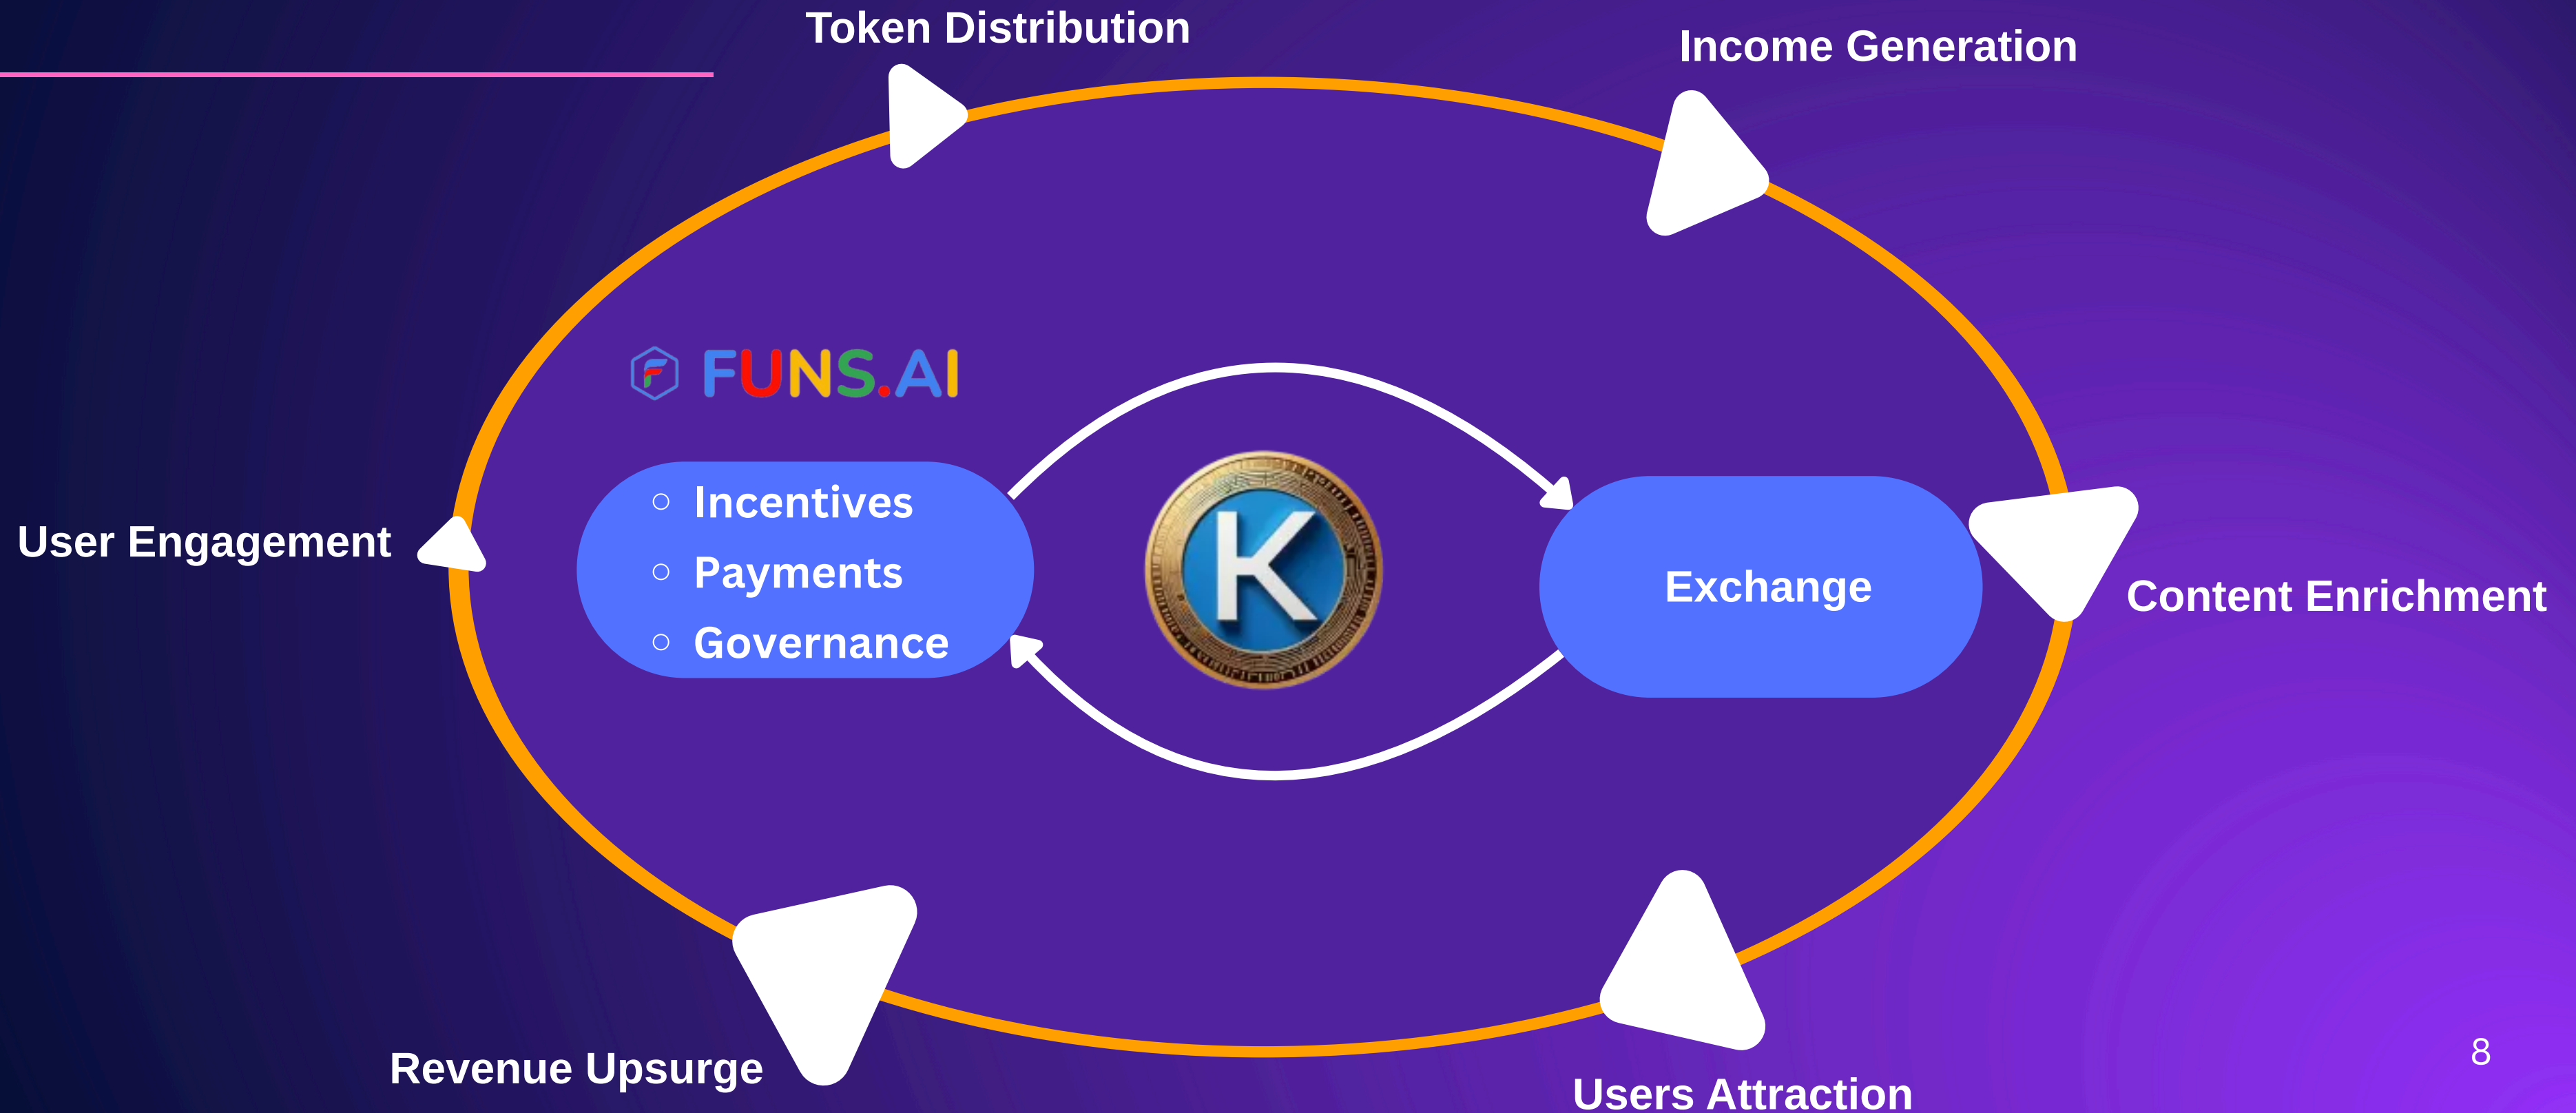 Token Distribution
Income Generation
FUNS.AI
Incentives
Payments
Governance
User Engagement
K
Exchange
Content Enrichment
Revenue Upsurge
Users Attraction
8